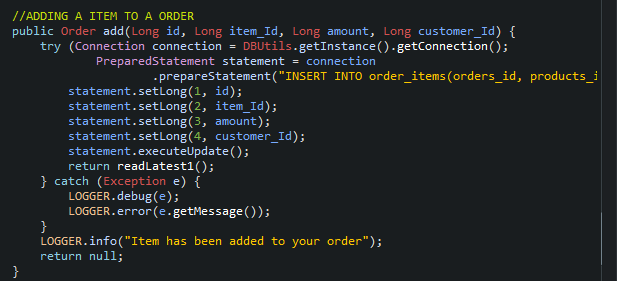 //ADDING A ITEM TO A ORDER
public Order add(Long id, Long item_Id, Long amount, Long customer_Id) {
try (Connection connection = DBUtils.getInstance().getConnection();
PreparedStatement statement = connection
.prepareStatement("INSERT INTO order_items(orders_id, products_i
statement.setLong(1, id);
statement.setLong(2, item_Id);
statement.setLong(3, amount);
statement.setLong(4, customer_Id);
statement.executeUpdate();
return readLatest1();
} catch (Exception e) {
LOGGER.debug(e);
LOGGER.error(e.getMessage());
}
LOGGER.info("Item has been added to your order");
return null;
}